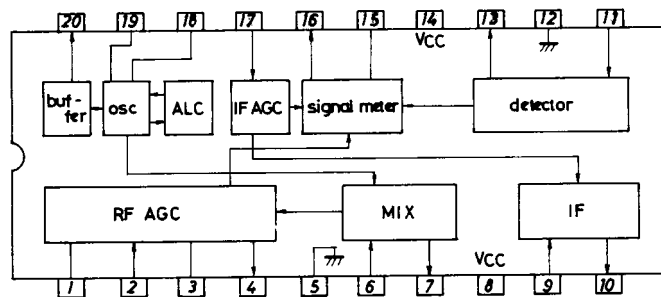 20 19 18 17 16 15 14 13 12 11
VCC
buf-
fer
osc
ALC
IF AGC
signal meter
detector
RF AGC
MIX
IF
VCC
1 2 3 4 5 6 7 8 9 10